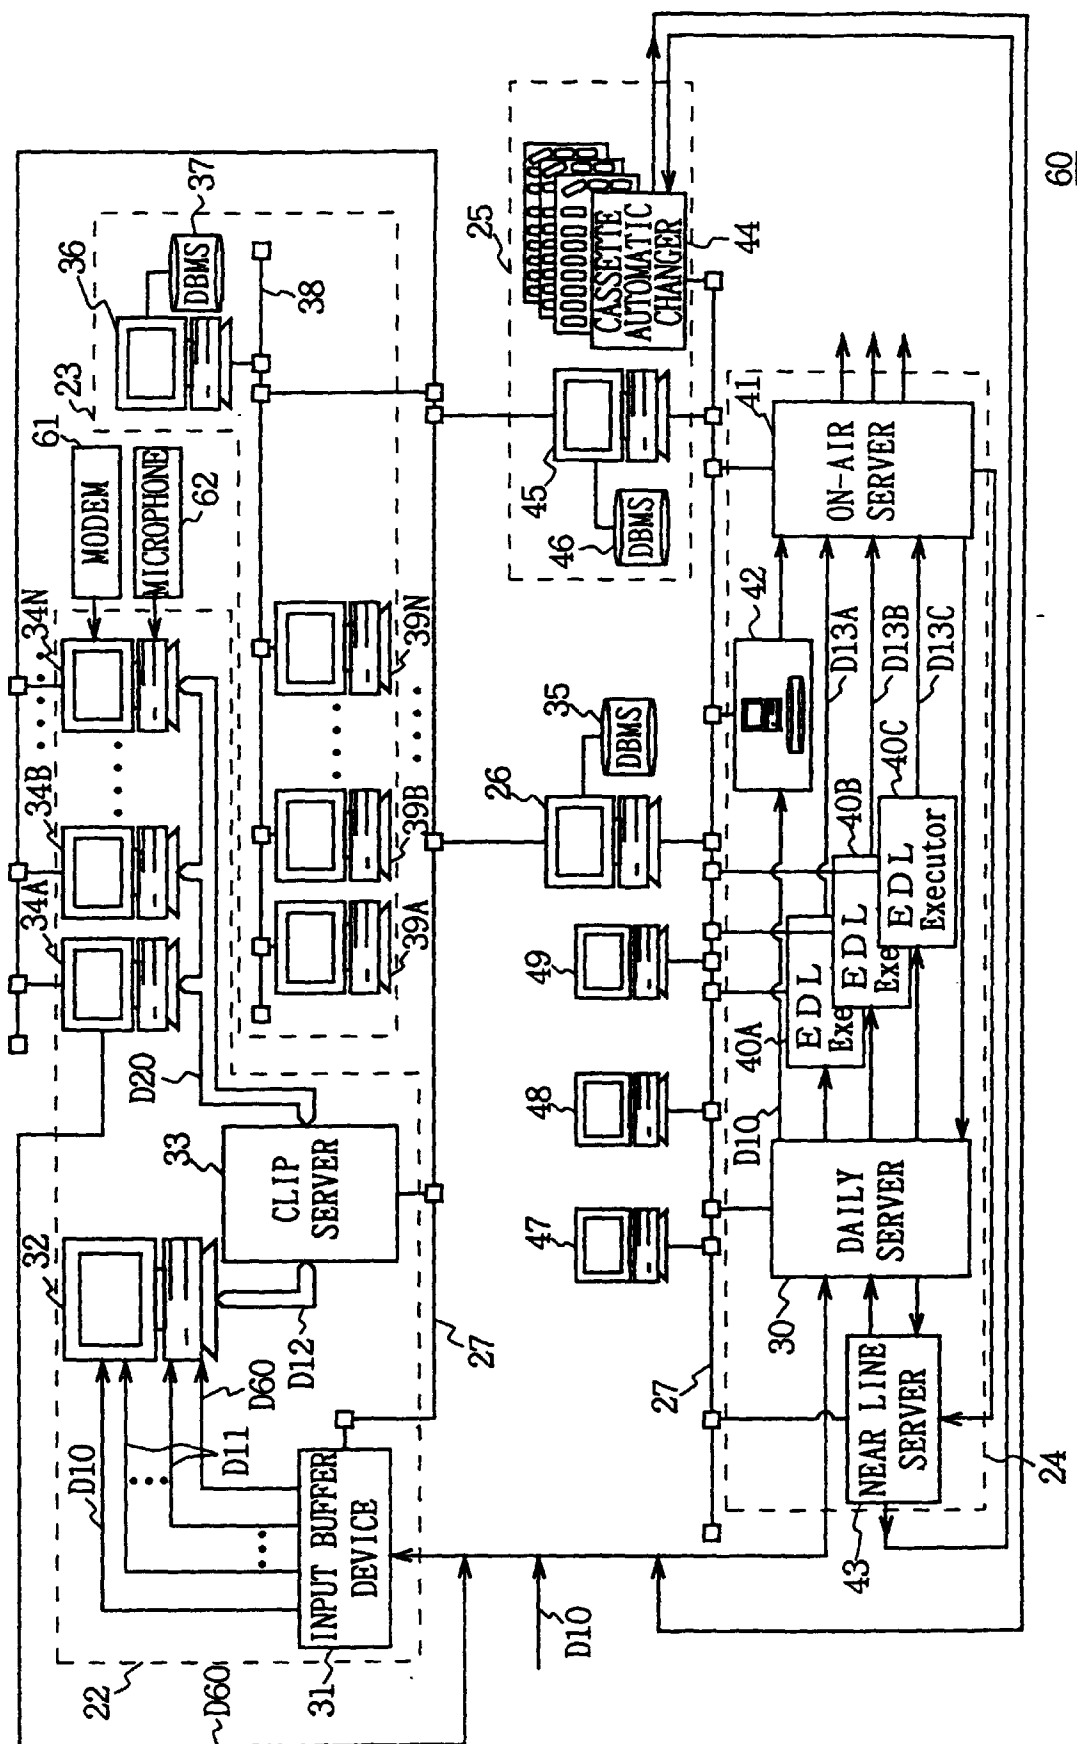 60
22
D60
31
INPUT BUFFER
DEVICE
D10
D11
D60
32
D12
33
CLIP
SERVER
D20
27
34A
34B
34N
MODEM
61
MICROPHONE
62
23
36
DBMS
37
38
39A
39B
39N
D10
47
48
49
26
DBMS
35
45
DBMS
46
25
CASSETTE
AUTOMATIC
CHANGER
44
27
43
NEAR LINE
SERVER
24
30
DAILY
SERVER
D10
40A
EDL
Exe
40B
EDL
Exe
40C
EDL
Executor
42
D13A
D13B
D13C
41
ON-AIR
SERVER